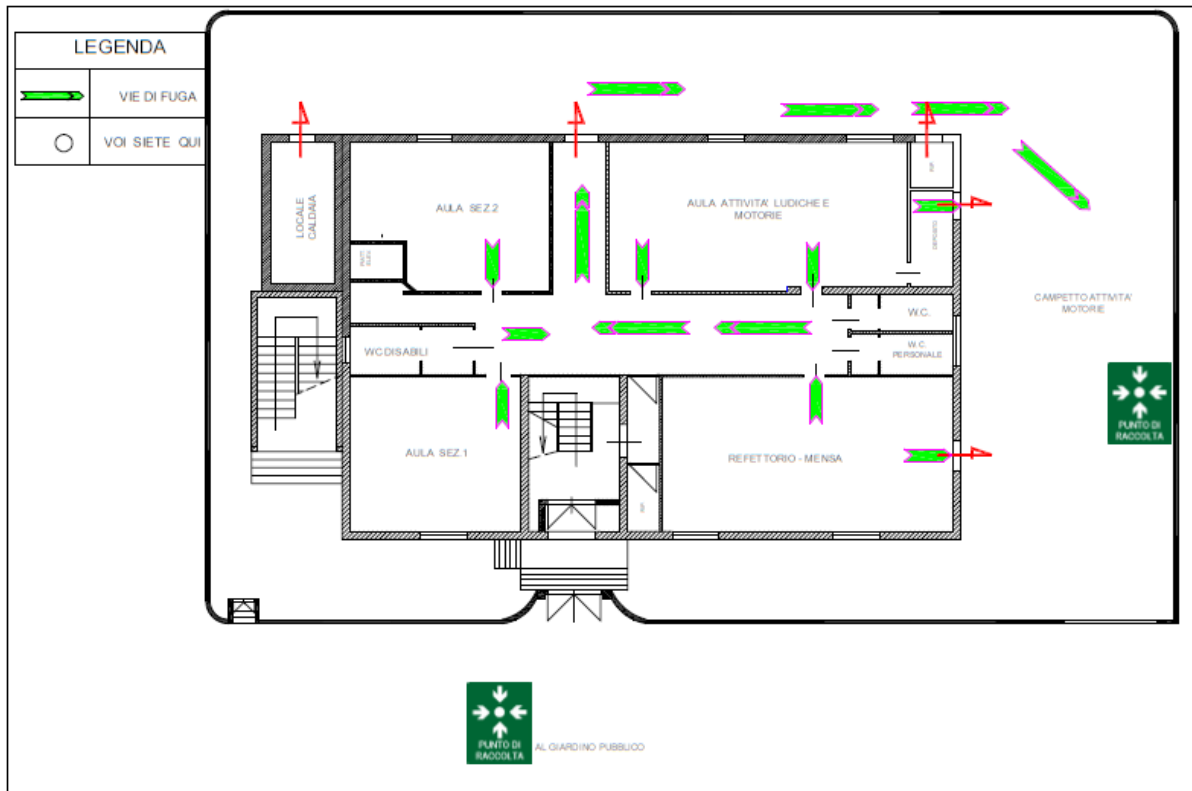 LEGENDA
VIE DI FUGA
VOI SIETE QUI
LOCALE
CALDAIA
AULA SEZ.2
AULA ATTIVITA' LUDICHE E
MOTORIE
DEPOSITO
CAMPETTO ATTIVITA'
MOTORIE
W.C.
W.C.
PERSONALE
WC DISABILI
AULA SEZ.1
REFETTORIO - MENSA
PUNTO DI
RACCOLTA
PUNTO DI
RACCOLTA
AL GIARDINO PUBBLICO